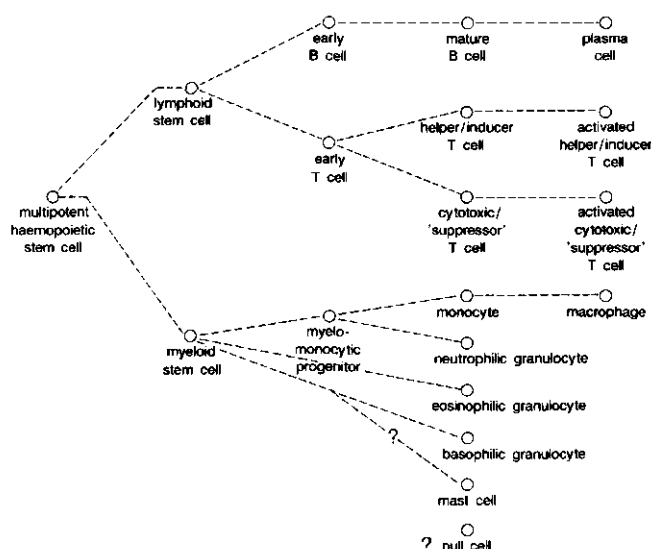 early
B cell
mature
B cell
plasma
cell
lymphoid
stem cell
helper/inducer
T cell
activated
helper/inducer
T cell
early
T cell
multipotent
haemopoietic
stem cell
cytotoxic/
'suppressor'
T cell
activated
cytotoxic/
'suppressor'
T cell
monocyte
macrophage
myelo-
monocytic
progenitor
myeloid
stem cell
neutrophilic granulocyte
eosinophilic granulocyte
?
basophilic granulocyte
mast cell
? null cell